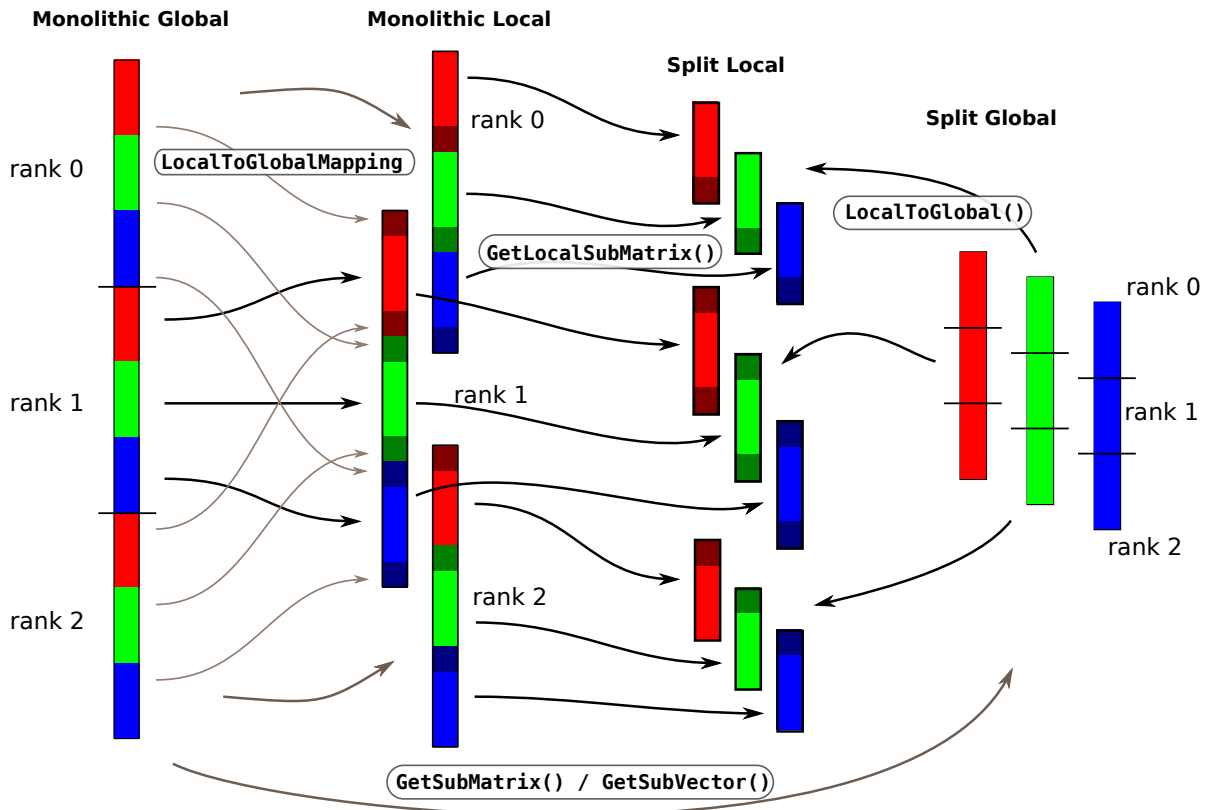 Monolithic Global
Monolithic Local
Split Local
Split Global
rank 0
LocalToGlobalMapping
rank 0
GetLocalSubMatrix()
LocalToGlobal()
rank 0
rank 1
rank 1
rank 1
rank 2
rank 2
rank 2
GetSubMatrix() / GetSubVector()